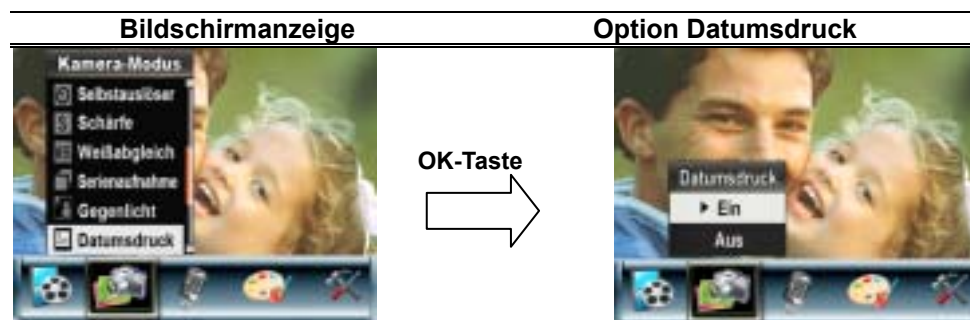 Bildschirmanzeige
Option Datumsdruck
Kamera-Modus
Selbstauslöser
Schärfe
Weißabgleich
Serienaufnahme
Gegenlicht
Datumsdruck
OK-Taste
Datumsdruck
Ein
Aus